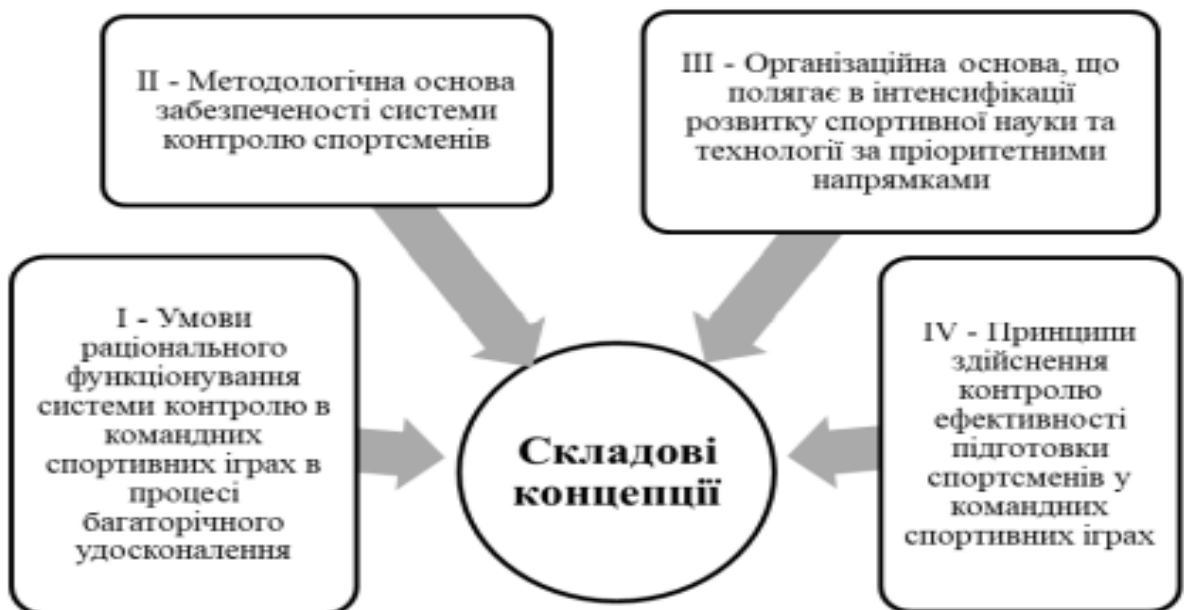 II - Методологічна основа
забезпеченості системи
контролю спортсменів
III - Організаційна основа, що
полягає в інтенсифікації
розвитку спортивної науки та
технології за пріоритетними
напрямками
I - Умови
раціонального
функціонування
системи контролю в
командних
спортивних іграх в
процесі
багаторічного
удосконалення
Складові
концепції
IV - Принципи
здійснення
контролю
ефективності
підготовки
спортсменів у
командних
спортивних іграх